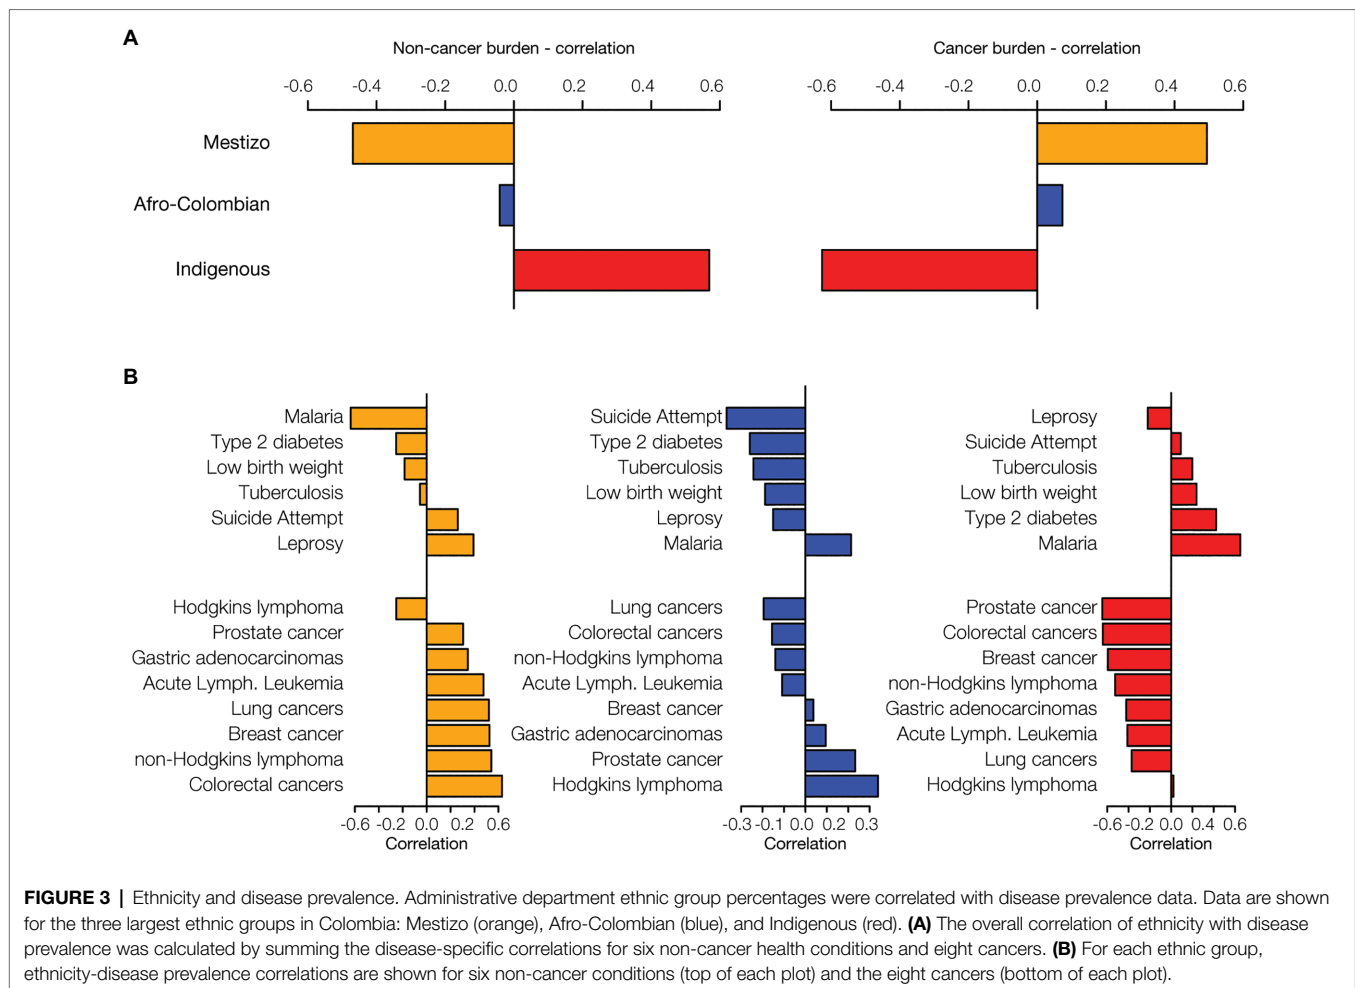 A
Non-cancer burden - correlation
Cancer burden - correlation
-0.6 -0.4 -0.2 0.0 0.2 0.4 0.6
-0.6 -0.4 -0.2 0.0 0.2 0.4 0.6
Mestizo
Afro-Colombian
Indigenous
B
Malaria
Type 2 diabetes
Low birth weight
Tuberculosis
Suicide Attempt
Leprosy
Hodgkins lymphoma
Prostate cancer
Gastric adenocarcinomas
Acute Lymph. Leukemia
Lung cancers
Breast cancer
non-Hodgkins lymphoma
Colorectal cancers
-0.6 -0.2 0.0 0.2 0.6
Correlation
Suicide Attempt
Type 2 diabetes
Tuberculosis
Low birth weight
Leprosy
Malaria
Lung cancers
Colorectal cancers
non-Hodgkins lymphoma
Acute Lymph. Leukemia
Breast cancer
Gastric adenocarcinomas
Prostate cancer
Hodgkins lymphoma
-0.3 -0.1 0.0 0.2 0.3
Correlation
Leprosy
Suicide Attempt
Tuberculosis
Low birth weight
Type 2 diabetes
Malaria
Prostate cancer
Colorectal cancers
Breast cancer
non-Hodgkins lymphoma
Gastric adenocarcinomas
Acute Lymph. Leukemia
Lung cancers
Hodgkins lymphoma
-0.6 -0.2 0.0 0.4 0.6
Correlation
FIGURE 3 | Ethnicity and disease prevalence. Administrative department ethnic group percentages were correlated with disease prevalence data. Data are shown
for the three largest ethnic groups in Colombia: Mestizo (orange), Afro-Colombian (blue), and Indigenous (red). (A) The overall correlation of ethnicity with disease
prevalence was calculated by summing the disease-specific correlations for six non-cancer health conditions and eight cancers. (B) For each ethnic group,
ethnicity-disease prevalence correlations are shown for six non-cancer conditions (top of each plot) and the eight cancers (bottom of each plot).